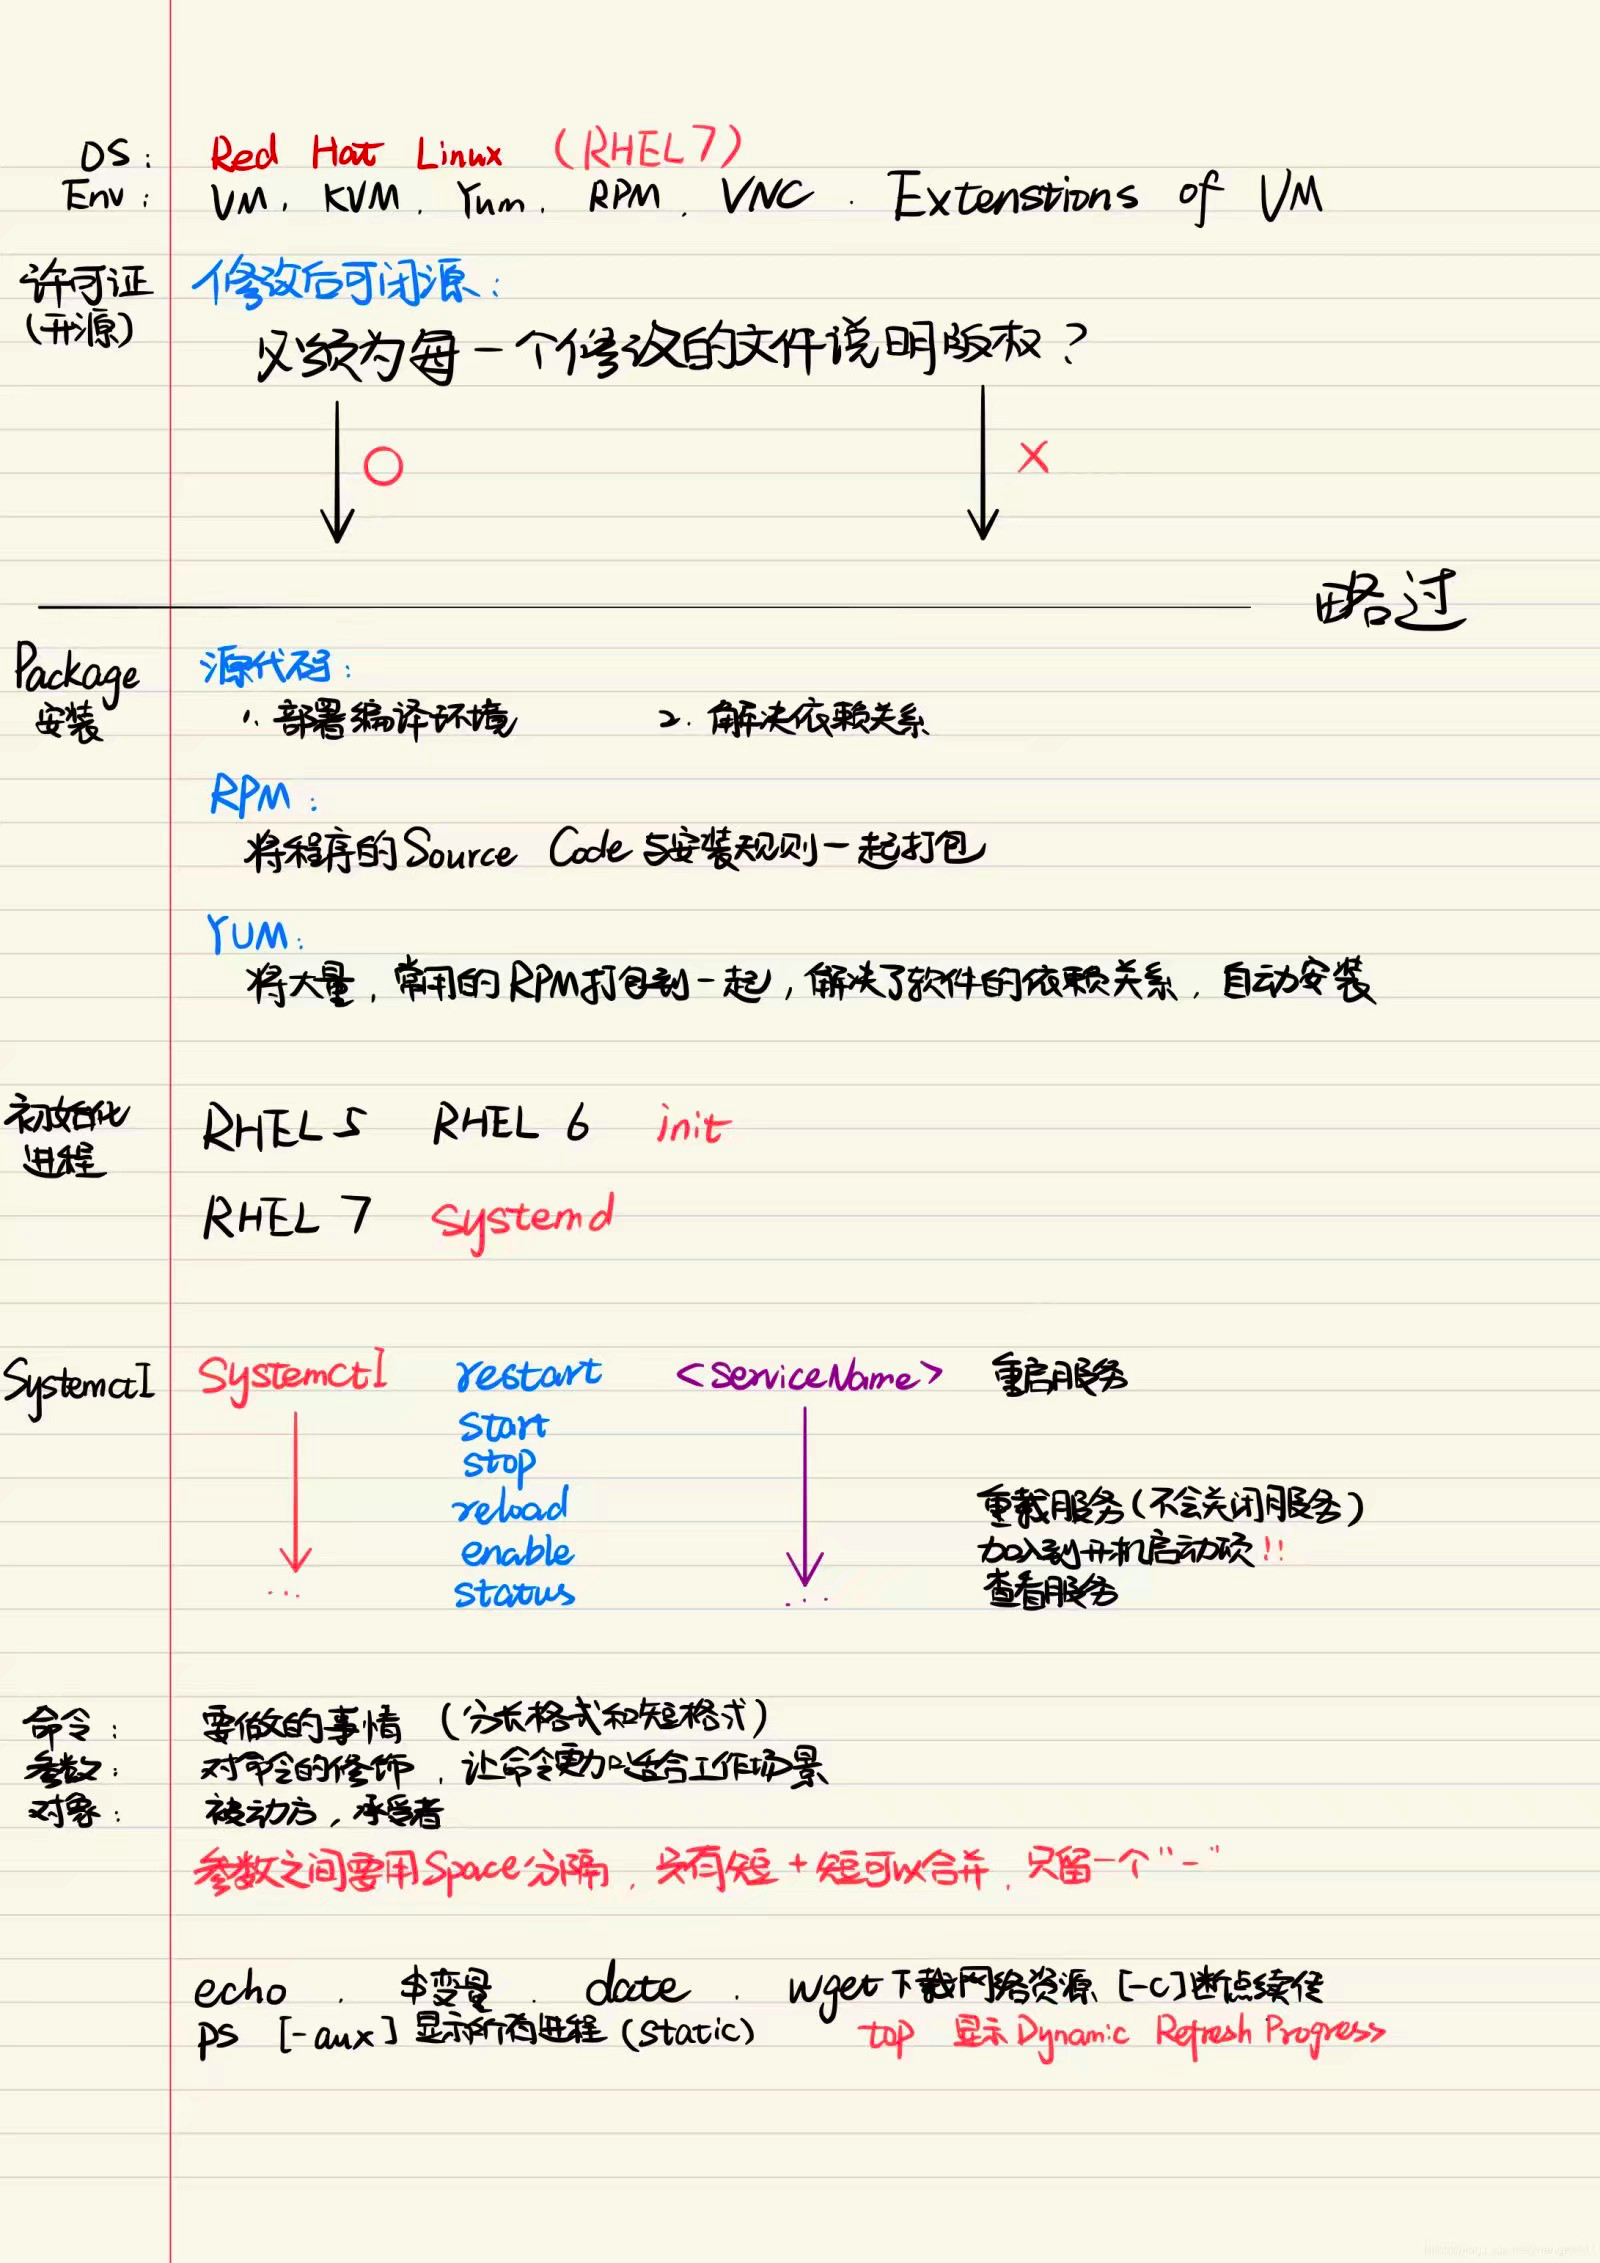 OS: Red Hat Linux (RHEL 7)
Env: VM, KVM, Yum, RPM, VNC. Extenstions of VM
许可证 修改后可闭源:
(开源)
必须为每一个修改的文件说明版权?
○ ×
略过
Package 源代码:
安装 1. 部署编译环境 2. 解决依赖关系
RPM:
将程序的Source Code与安装规则一起打包
YUM:
将大量,常用的RPM打包到一起,解决了软件的依赖关系,自动安装
初始化 RHEL 5 RHEL 6 init
进程
RHEL 7 systemd
Systemctl Systemctl restart <serviceName> 重启服务
start
stop
reload 重载服务(不会关闭服务)
enable 加入到开机启动项!!
... status ... 查看服务
命令: 要做的事情 (分长格式和短格式)
参数: 对命令的修饰,让命令更加适合工作场景
对象: 被动方,承受者
参数之间要用Space分隔,只有短+短可以合并,只留一个"-"
echo . $变量 . date . wget下载网络资源 [-c]断点续传
ps [-aux]显示所有进程(static) top 显示Dynamic Refresh Progress